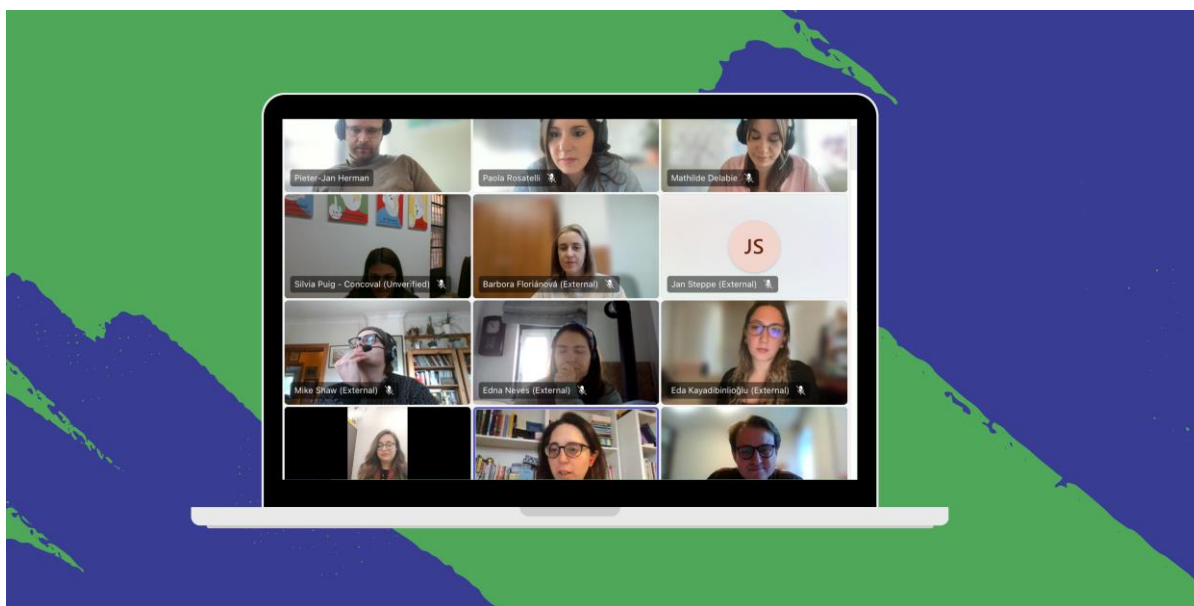 Pieter-Jan Herman
Paola Rosatelli
Mathilde Delabie
Silvia Puig - Concoval (Unverified)
Barbora Floriánová (External)
JS
Jan Steppe (External)
Mike Shaw (External)
Edna Neves (External)
Eda Kayadibinlioğlu (External)